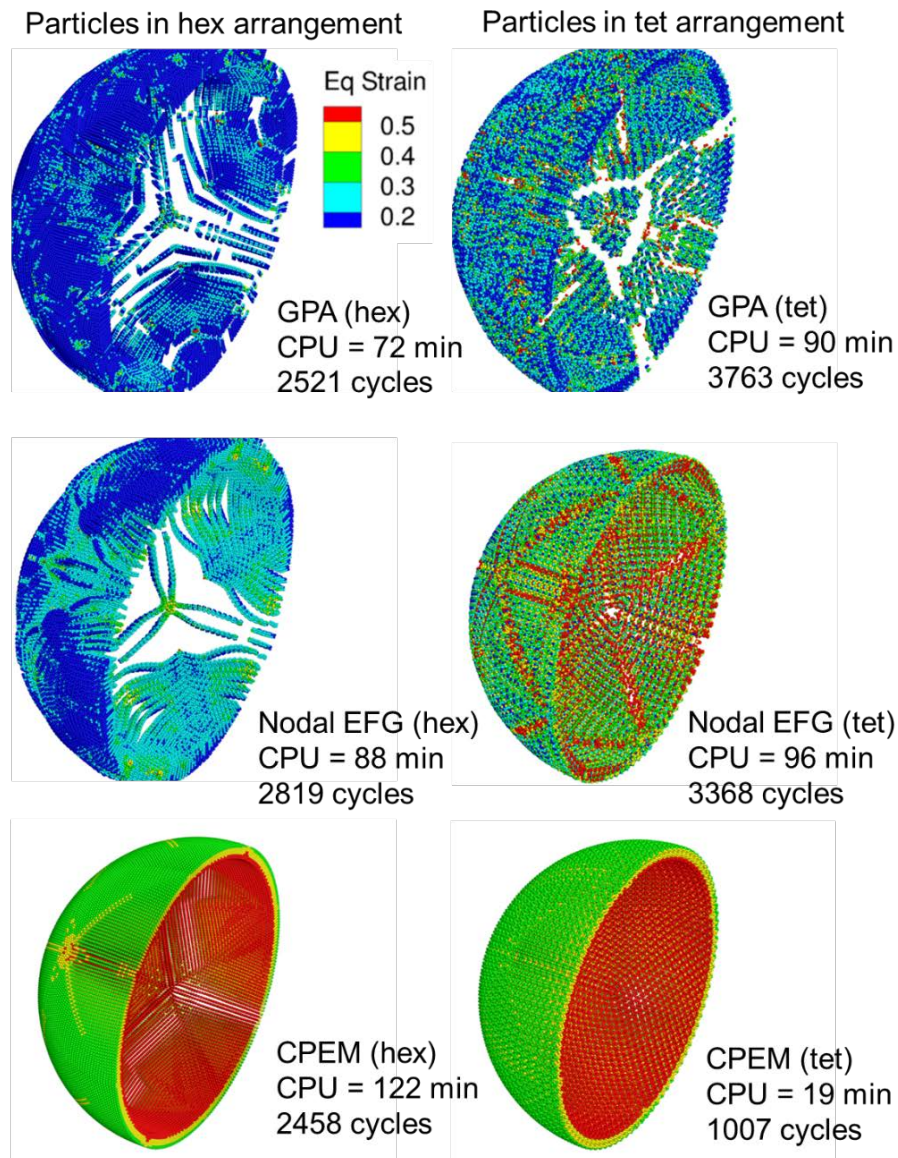 Particles in hex arrangement
Particles in tet arrangement
Eq Strain
0.5
0.4
0.3
0.2
GPA (hex)
CPU = 72 min
2521 cycles
GPA (tet)
CPU = 90 min
3763 cycles
Nodal EFG (hex)
CPU = 88 min
2819 cycles
Nodal EFG (tet)
CPU = 96 min
3368 cycles
CPEM (hex)
CPU = 122 min
2458 cycles
CPEM (tet)
CPU = 19 min
1007 cycles